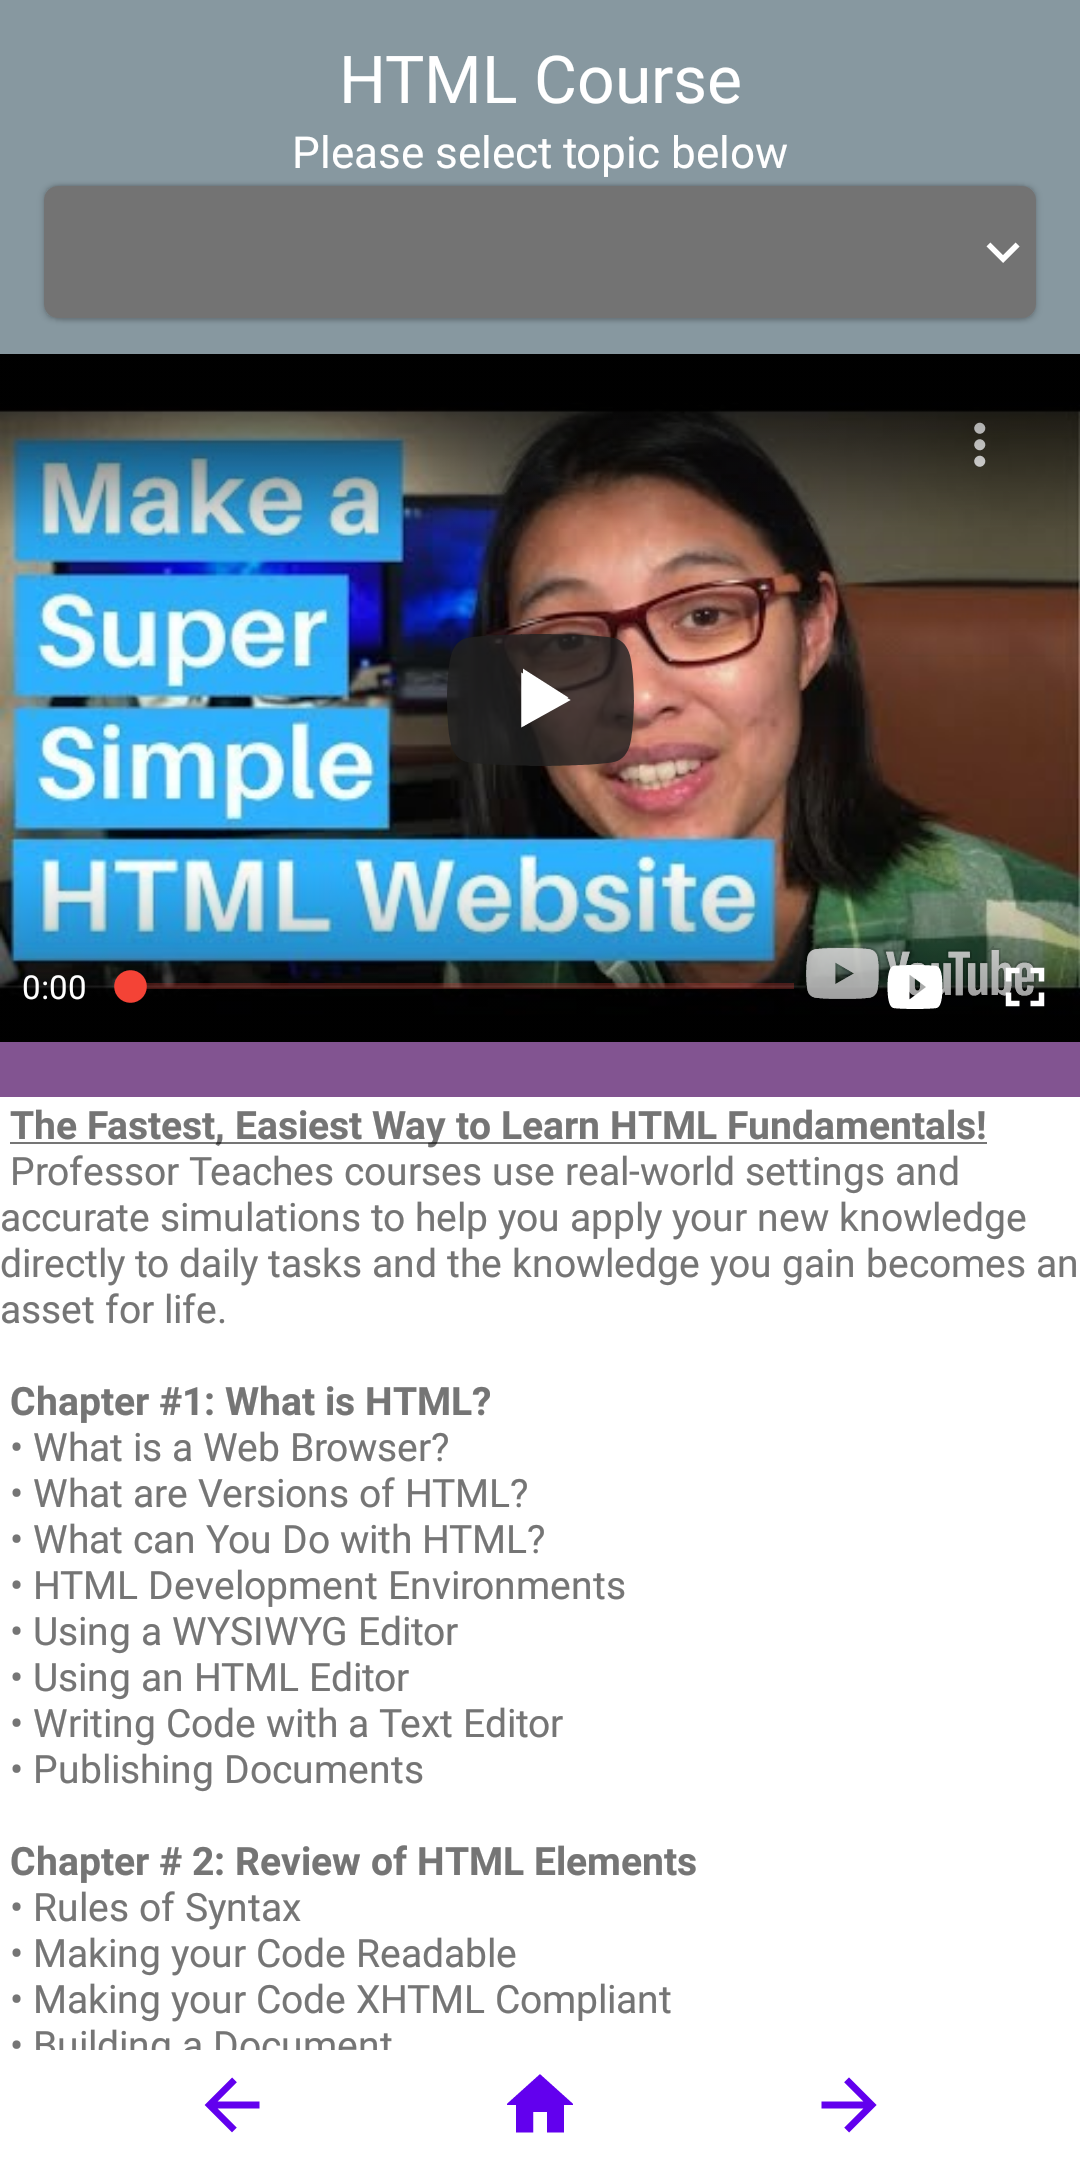 HTML Course
Please select topic below
Make a
Super
Simple
HTML Website
0:00
YouTube
The Fastest, Easiest Way to Learn HTML Fundamentals!
Professor Teaches courses use real-world settings and
accurate simulations to help you apply your new knowledge
directly to daily tasks and the knowledge you gain becomes an
asset for life.
Chapter #1: What is HTML?
• What is a Web Browser?
• What are Versions of HTML?
• What can You Do with HTML?
• HTML Development Environments
• Using a WYSIWYG Editor
• Using an HTML Editor
• Writing Code with a Text Editor
• Publishing Documents
Chapter # 2: Review of HTML Elements
• Rules of Syntax
• Making your Code Readable
• Making your Code XHTML Compliant
• Building a Document